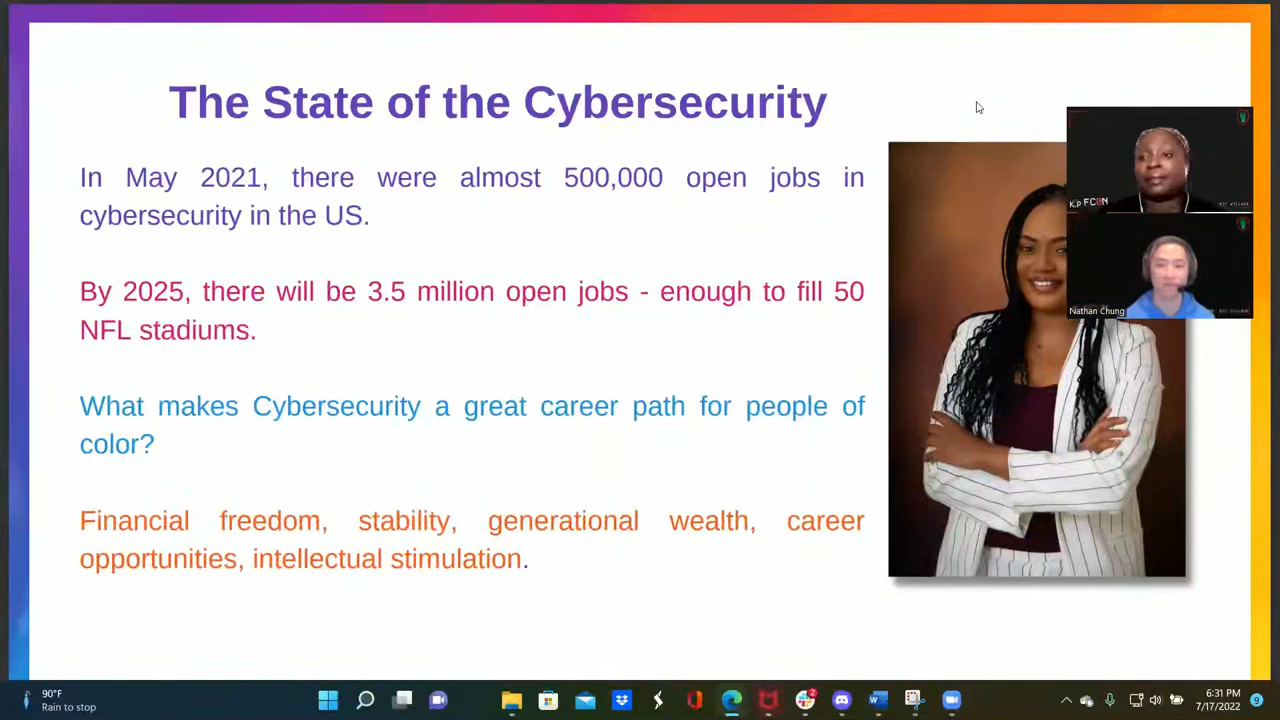 The State of the Cybersecurity
In May 2021, there were almost 500,000 open jobs in
cybersecurity in the US.
By 2025, there will be 3.5 million open jobs - enough to fill 50
NFL stadiums.
What makes Cybersecurity a great career path for people of
color?
Financial freedom, stability, generational wealth, career
opportunities, intellectual stimulation.
Nathan Chung
90°F
Rain to stop
2
6:31 PM
7/17/2022
9